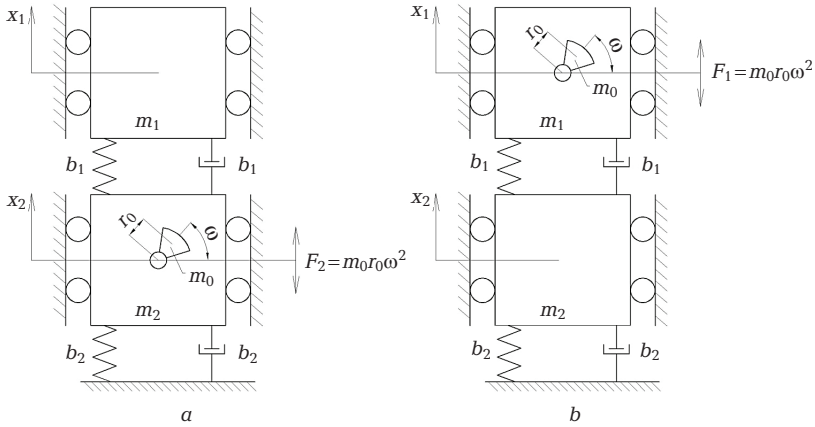 x₁
r₀
ω
m₀
m₁
F₁=m₀r₀ω²
m₁
b₁
b₁
b₁
b₁
x₂
r₀
ω
m₀
F₂=m₀r₀ω²
m₂
x₂
m₂
b₂
b₂
b₂
b₂
a
b
x₁